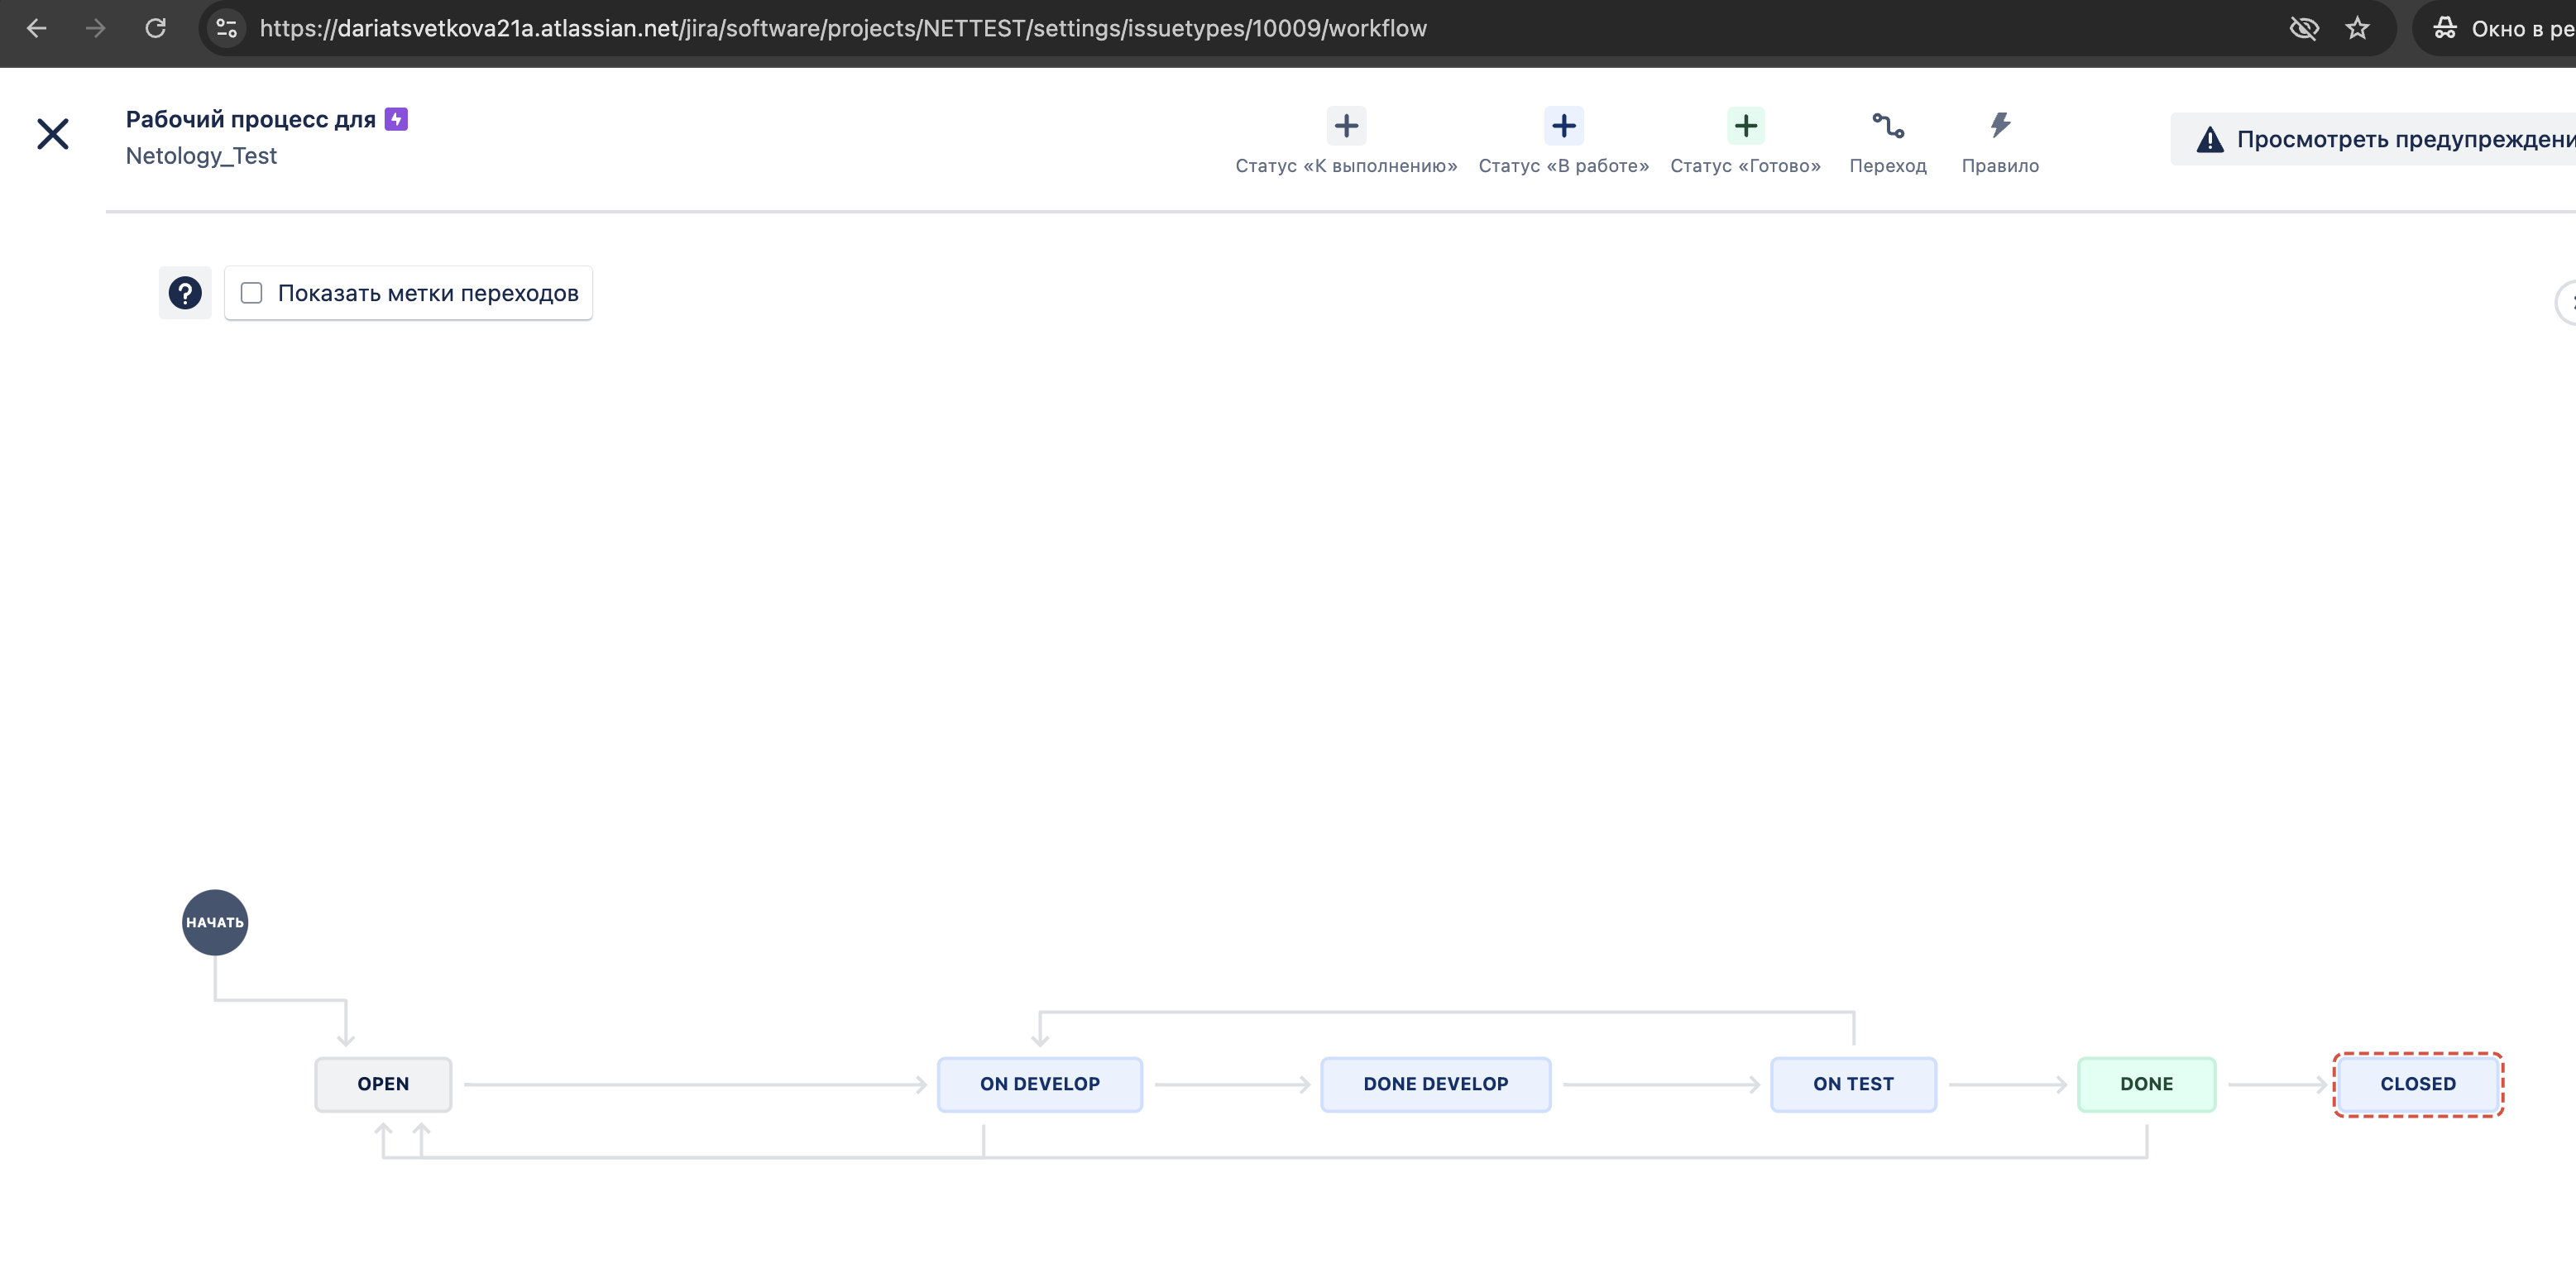 https://dariatsvetkova21a.atlassian.net/jira/software/projects/NETTEST/settings/issuetypes/10009/workflow
Окно в ре
Рабочий процесс для
Netology_Test
Статус «К выполнению»
Статус «В работе»
Статус «Готово»
Переход
Правило
Просмотреть предупреждени
Показать метки переходов
НАЧАТЬ
OPEN
ON DEVELOP
DONE DEVELOP
ON TEST
DONE
CLOSED